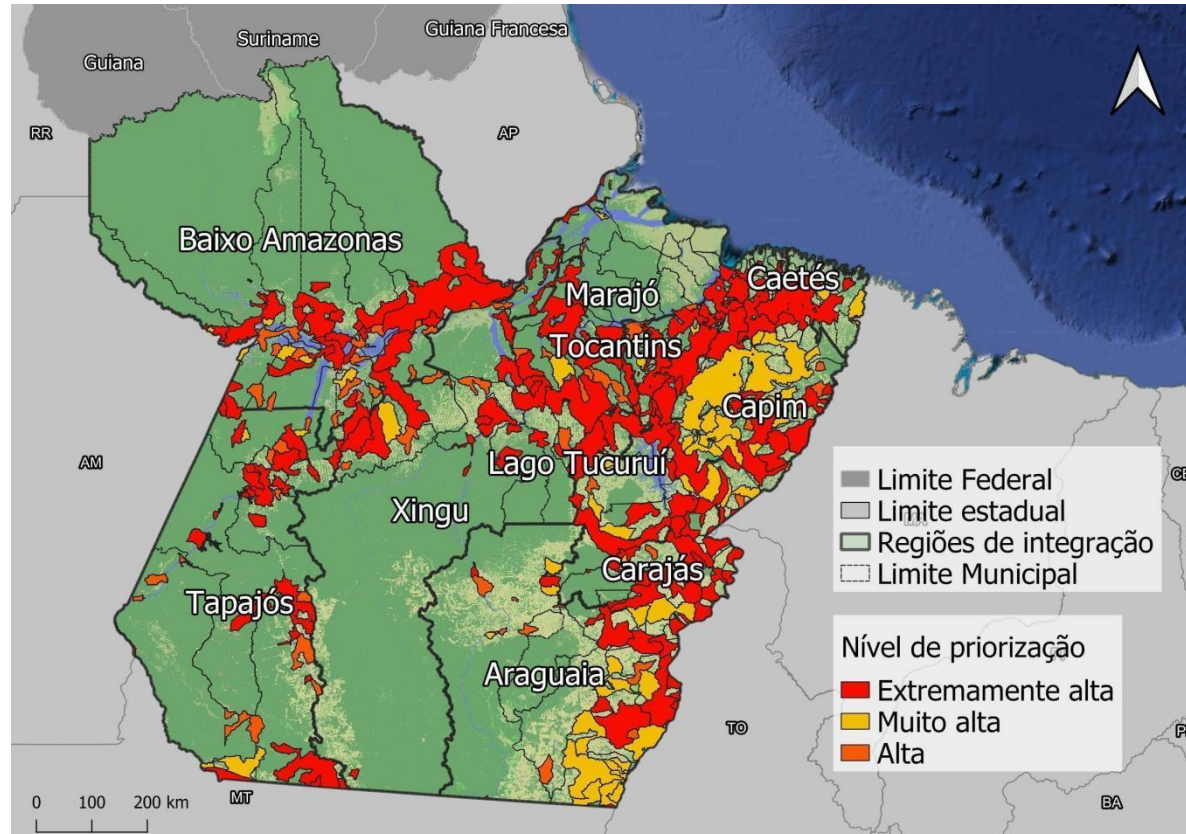 Suriname
Guiana Francesa
Guiana
RR
AP
Baixo Amazonas
Marajó
Caetés
Tocantins
Capim
AM
Lago Tucuruí
Xingu
Carajás
Tapajós
Araguaia
TO
MT
BA
Limite Federal
Limite estadual
Regiões de integração
Limite Municipal
Nível de priorização
Extremamente alta
Muito alta
Alta
0 100 200 km